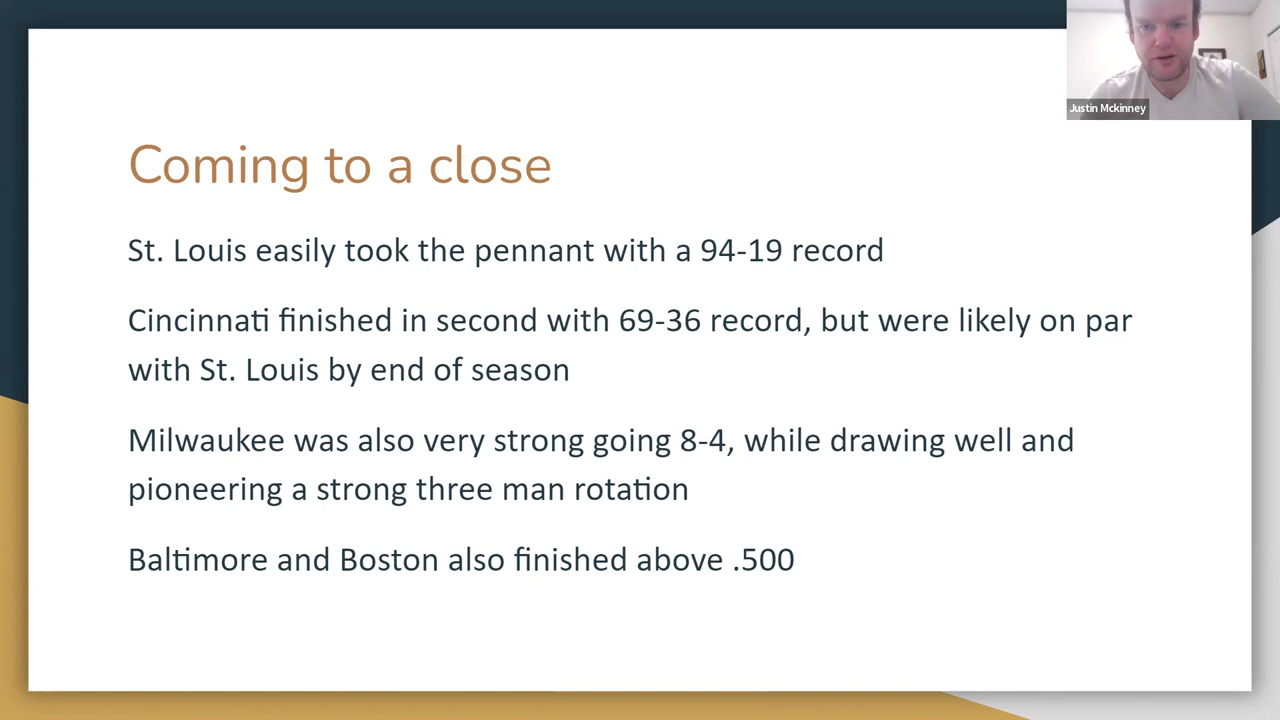 Justin Mckinney
Coming to a close
St. Louis easily took the pennant with a 94-19 record
Cincinnati finished in second with 69-36 record, but were likely on par
with St. Louis by end of season
Milwaukee was also very strong going 8-4, while drawing well and
pioneering a strong three man rotation
Baltimore and Boston also finished above .500